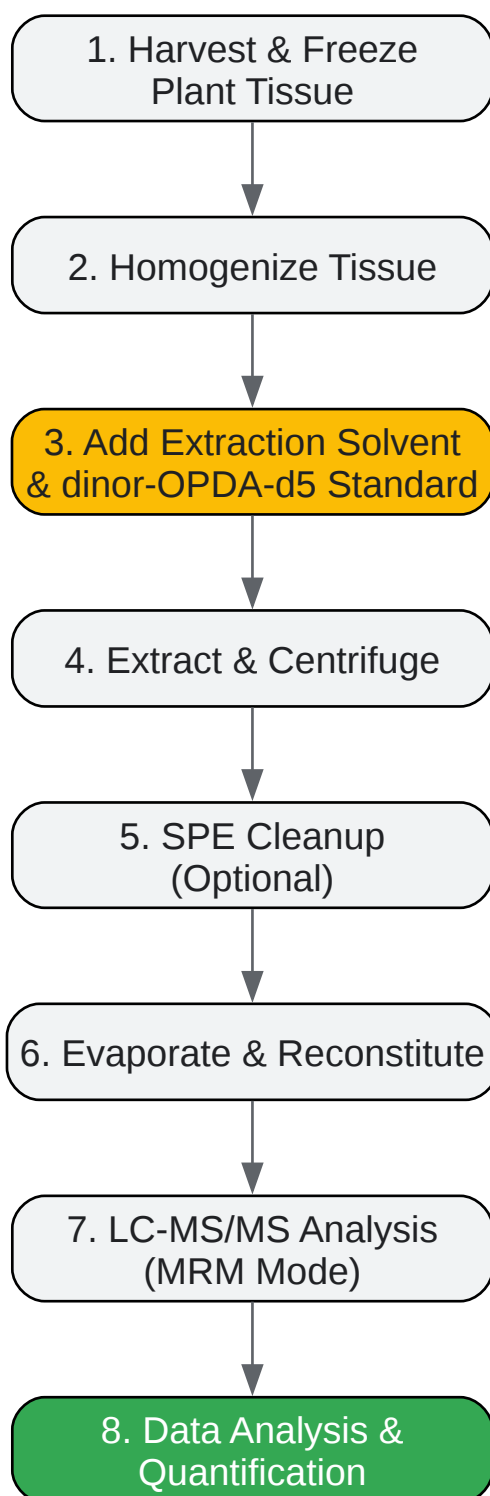 1. Harvest & Freeze
Plant Tissue
2. Homogenize Tissue
3. Add Extraction Solvent
& dinor-OPDA-d5 Standard
4. Extract & Centrifuge
5. SPE Cleanup
(Optional)
6. Evaporate & Reconstitute
7. LC-MS/MS Analysis
(MRM Mode)
8. Data Analysis &
Quantification